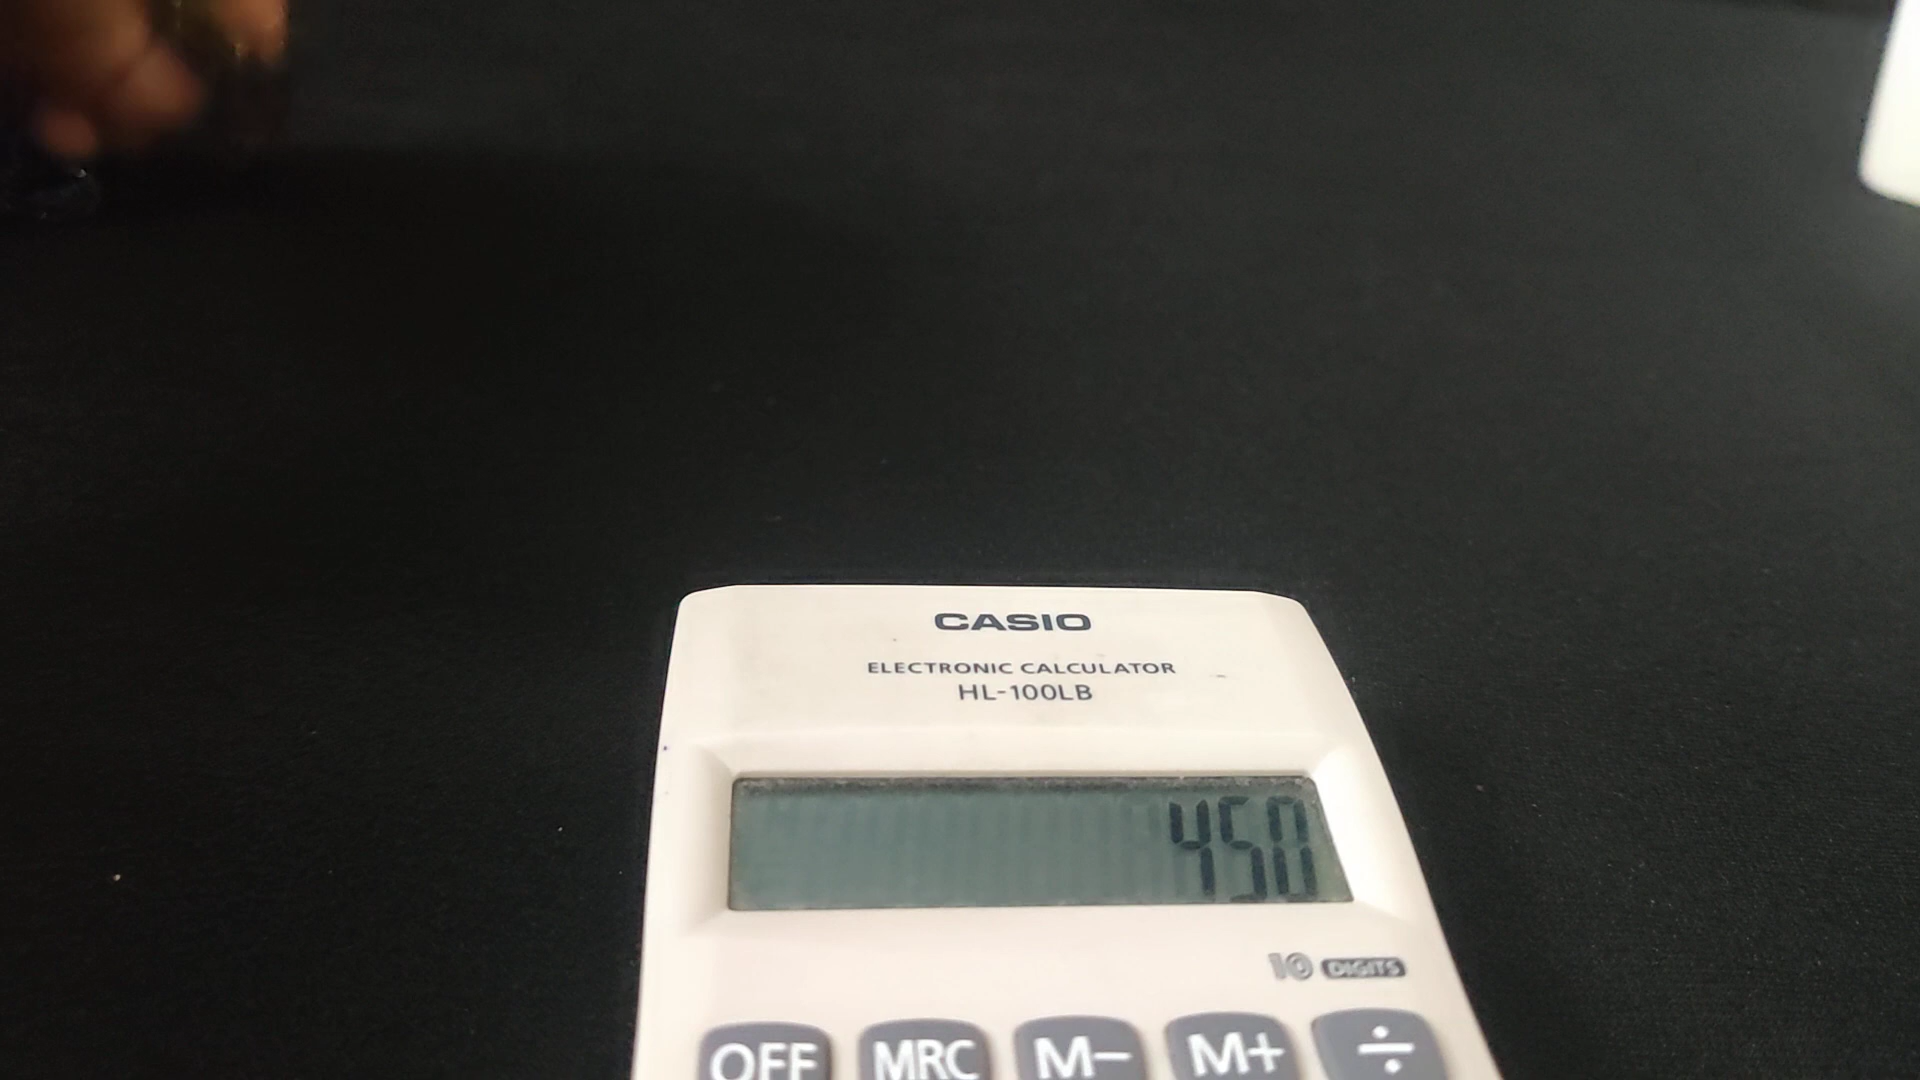 CASIO
ELECTRONIC CALCULATOR
HL-100LB
450
10 DIGITS
OFF MRC M− M+ ÷